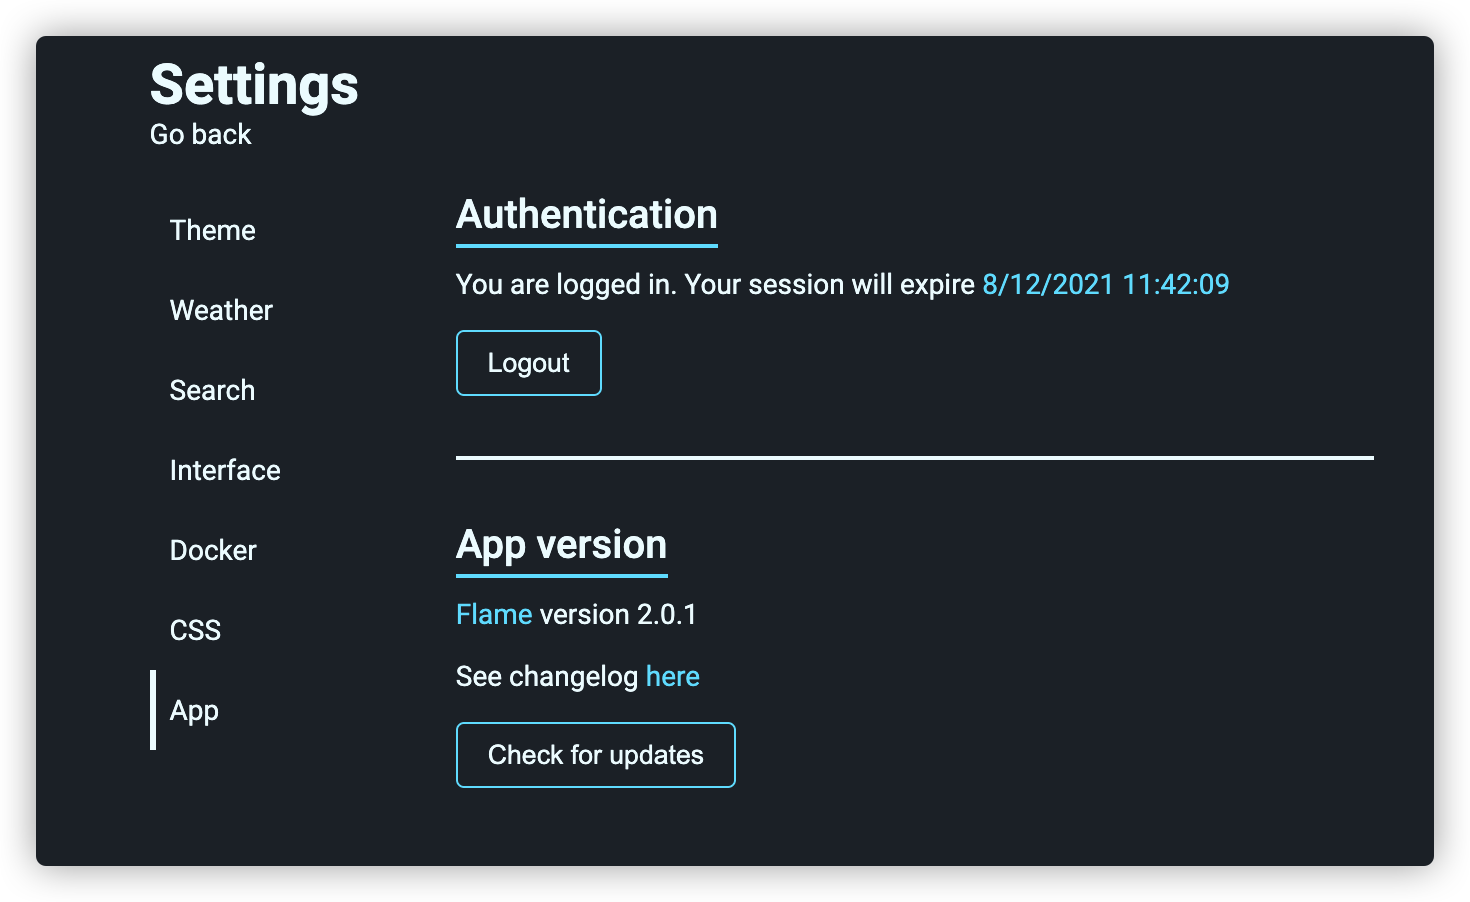 Settings
Go back
Theme
Weather
Search
Interface
Docker
CSS
App
Authentication
You are logged in. Your session will expire 8/12/2021 11:42:09
Logout
App version
Flame version 2.0.1
See changelog here
Check for updates